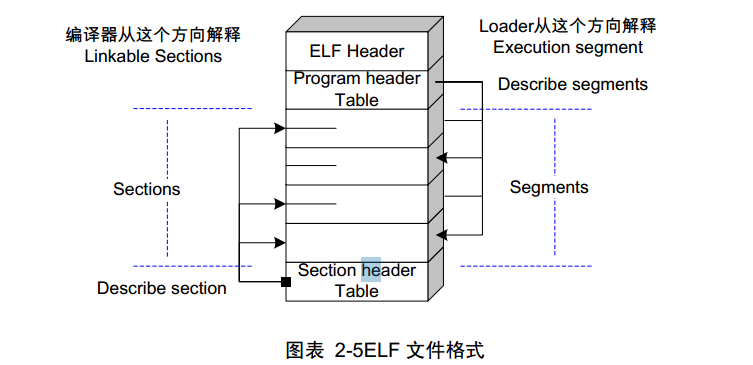 编译器从这个方向解释
Linkable Sections
Loader从这个方向解释
Execution segment
ELF Header
Program header
Table
Describe segments
Sections
Segments
Section header
Table
Describe section
图表 2-5ELF 文件格式